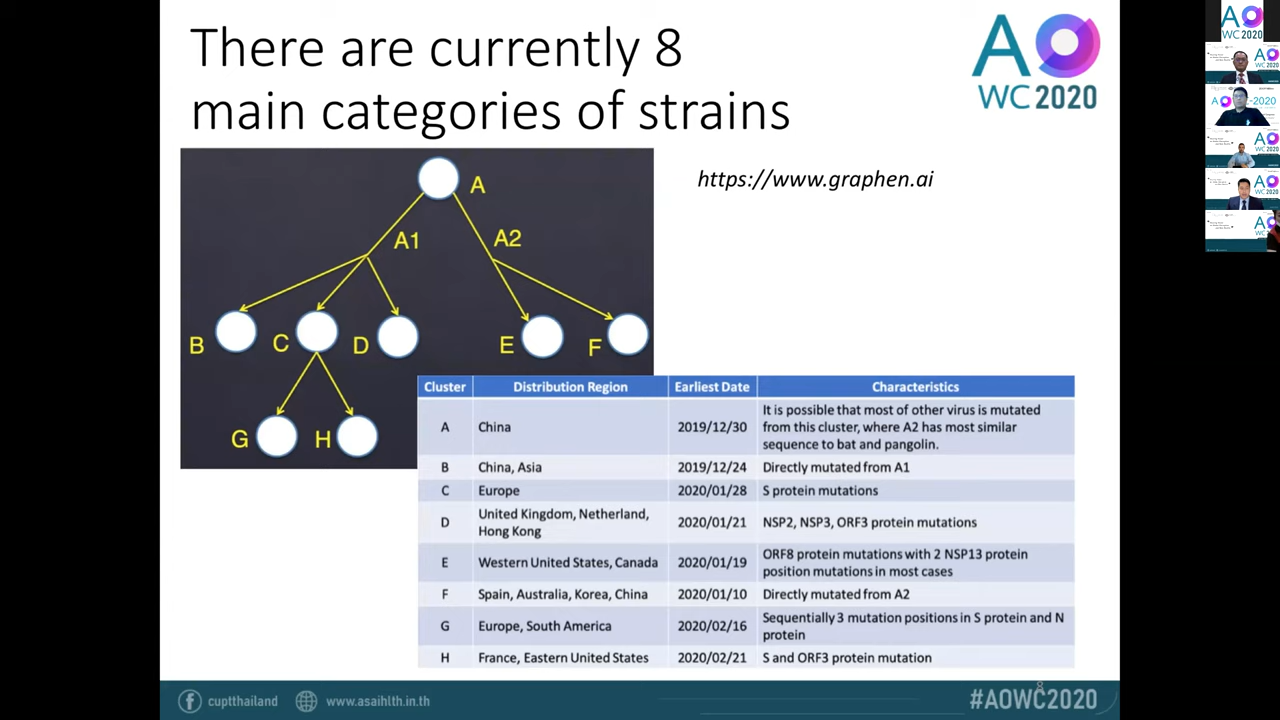 There are currently 8
main categories of strains
AO
WC 2020
https://www.graphen.ai
A
A1
A2
B
C
D
E
F
G
H
Cluster Distribution Region Earliest Date Characteristics
A China 2019/12/30 It is possible that most of other virus is mutated
from this cluster, where A2 has most similar
sequence to bat and pangolin.
B China, Asia 2019/12/24 Directly mutated from A1
C Europe 2020/01/28 S protein mutations
D United Kingdom, Netherland,
Hong Kong 2020/01/21 NSP2, NSP3, ORF3 protein mutations
E Western United States, Canada 2020/01/19 ORF8 protein mutations with 2 NSP13 protein
position mutations in most cases
F Spain, Australia, Korea, China 2020/01/10 Directly mutated from A2
G Europe, South America 2020/02/16 Sequentially 3 mutation positions in S protein and N
protein
H France, Eastern United States 2020/02/21 S and ORF3 protein mutation
8
cuptthailand www.asaihlth.in.th #AOWC2020
AO
WC 2020